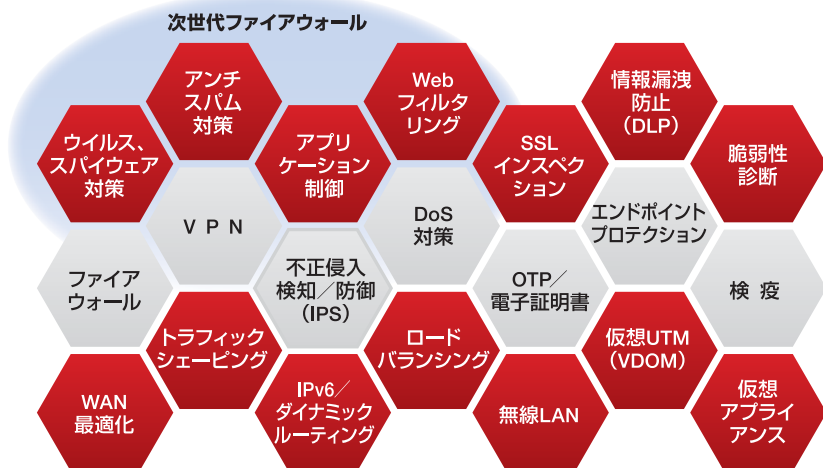 次世代ファイアウォール
アンチ
スパム
対策
Web
フィルタ
リング
情報漏洩
防止
（DLP）
ウイルス、
スパイウェア
対策
アプリ
ケーション
制御
SSL
インスペク
ション
脆弱性
診断
ＶＰＮ
DoS
対策
エンドポイント
プロテクション
ファイア
ウォール
不正侵入
検知／防御
（IPS）
OTP／
電子証明書
検 疫
トラフィック
シェーピング
ロード
バランシング
仮想UTM
（VDOM）
WAN
最適化
IPv6／
ダイナミック
ルーティング
無線LAN
仮想
アプライ
アンス